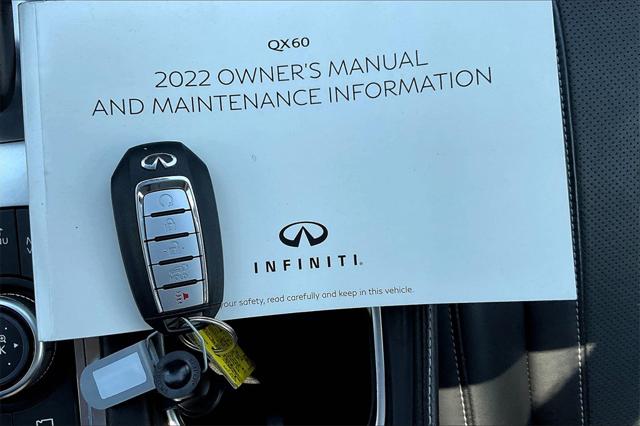 QX60
2022 OWNER'S MANUAL
AND MAINTENANCE INFORMATION
INFINITI
our safety, read carefully and keep in this vehicle.